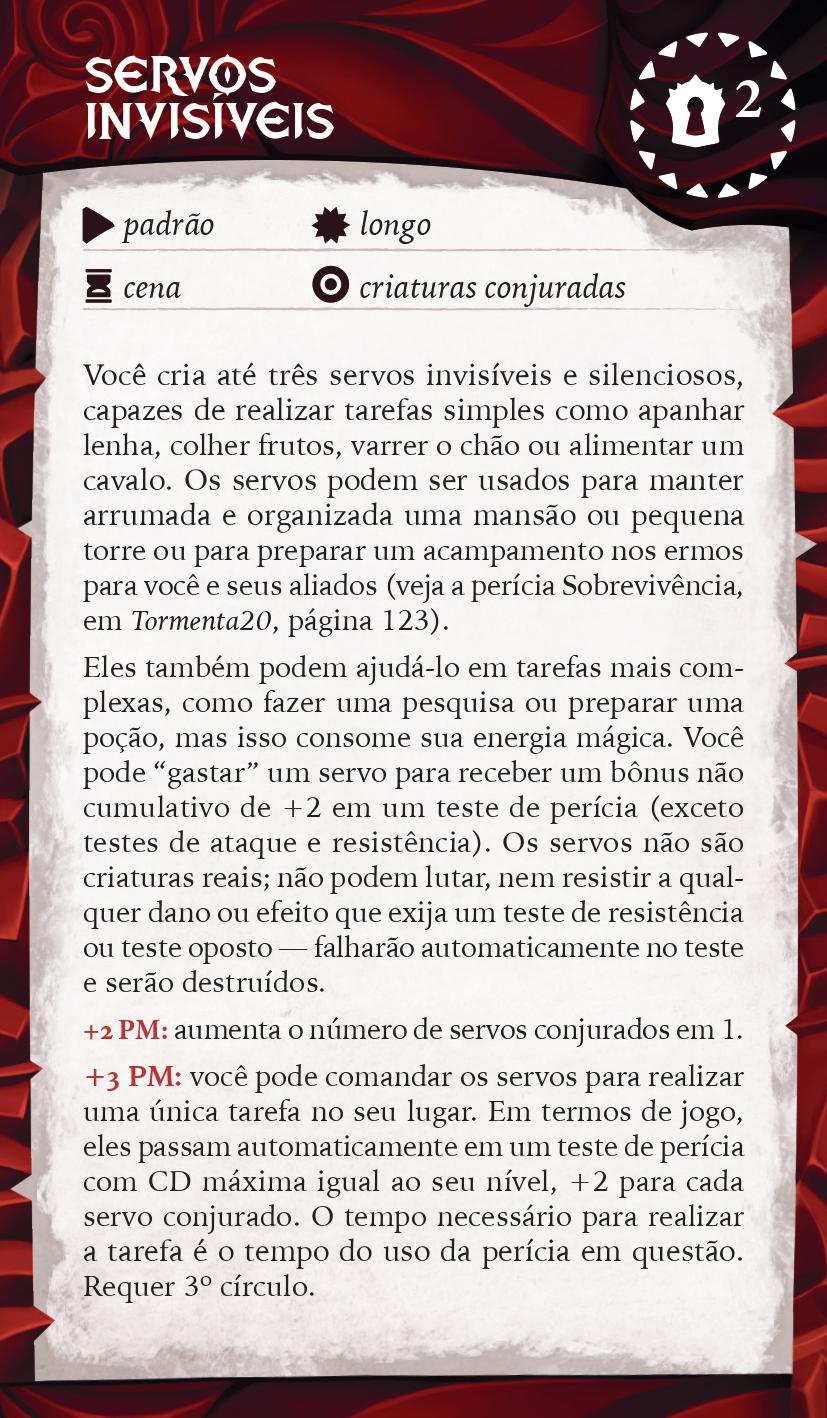 SERVOS
INVISÍVEIS
2
padrão
longo
cena
criaturas conjuradas
Você cria até três servos invisíveis e silenciosos,
capazes de realizar tarefas simples como apanhar
lenha, colher frutos, varrer o chão ou alimentar um
cavalo. Os servos podem ser usados para manter
arrumada e organizada uma mansão ou pequena
torre ou para preparar um acampamento nos ermos
para você e seus aliados (veja a perícia Sobrevivência,
em Tormenta20, página 123).
Eles também podem ajudá-lo em tarefas mais com-
plexas, como fazer uma pesquisa ou preparar uma
poção, mas isso consome sua energia mágica. Você
pode “gastar” um servo para receber um bônus não
cumulativo de +2 em um teste de perícia (exceto
testes de ataque e resistência). Os servos não são
criaturas reais; não podem lutar, nem resistir a qual-
quer dano ou efeito que exija um teste de resistência
ou teste oposto — falharão automaticamente no teste
e serão destruídos.
+2 PM: aumenta o número de servos conjurados em 1.
+3 PM: você pode comandar os servos para realizar
uma única tarefa no seu lugar. Em termos de jogo,
eles passam automaticamente em um teste de perícia
com CD máxima igual ao seu nível, +2 para cada
servo conjurado. O tempo necessário para realizar
a tarefa é o tempo do uso da perícia em questão.
Requer 3º círculo.